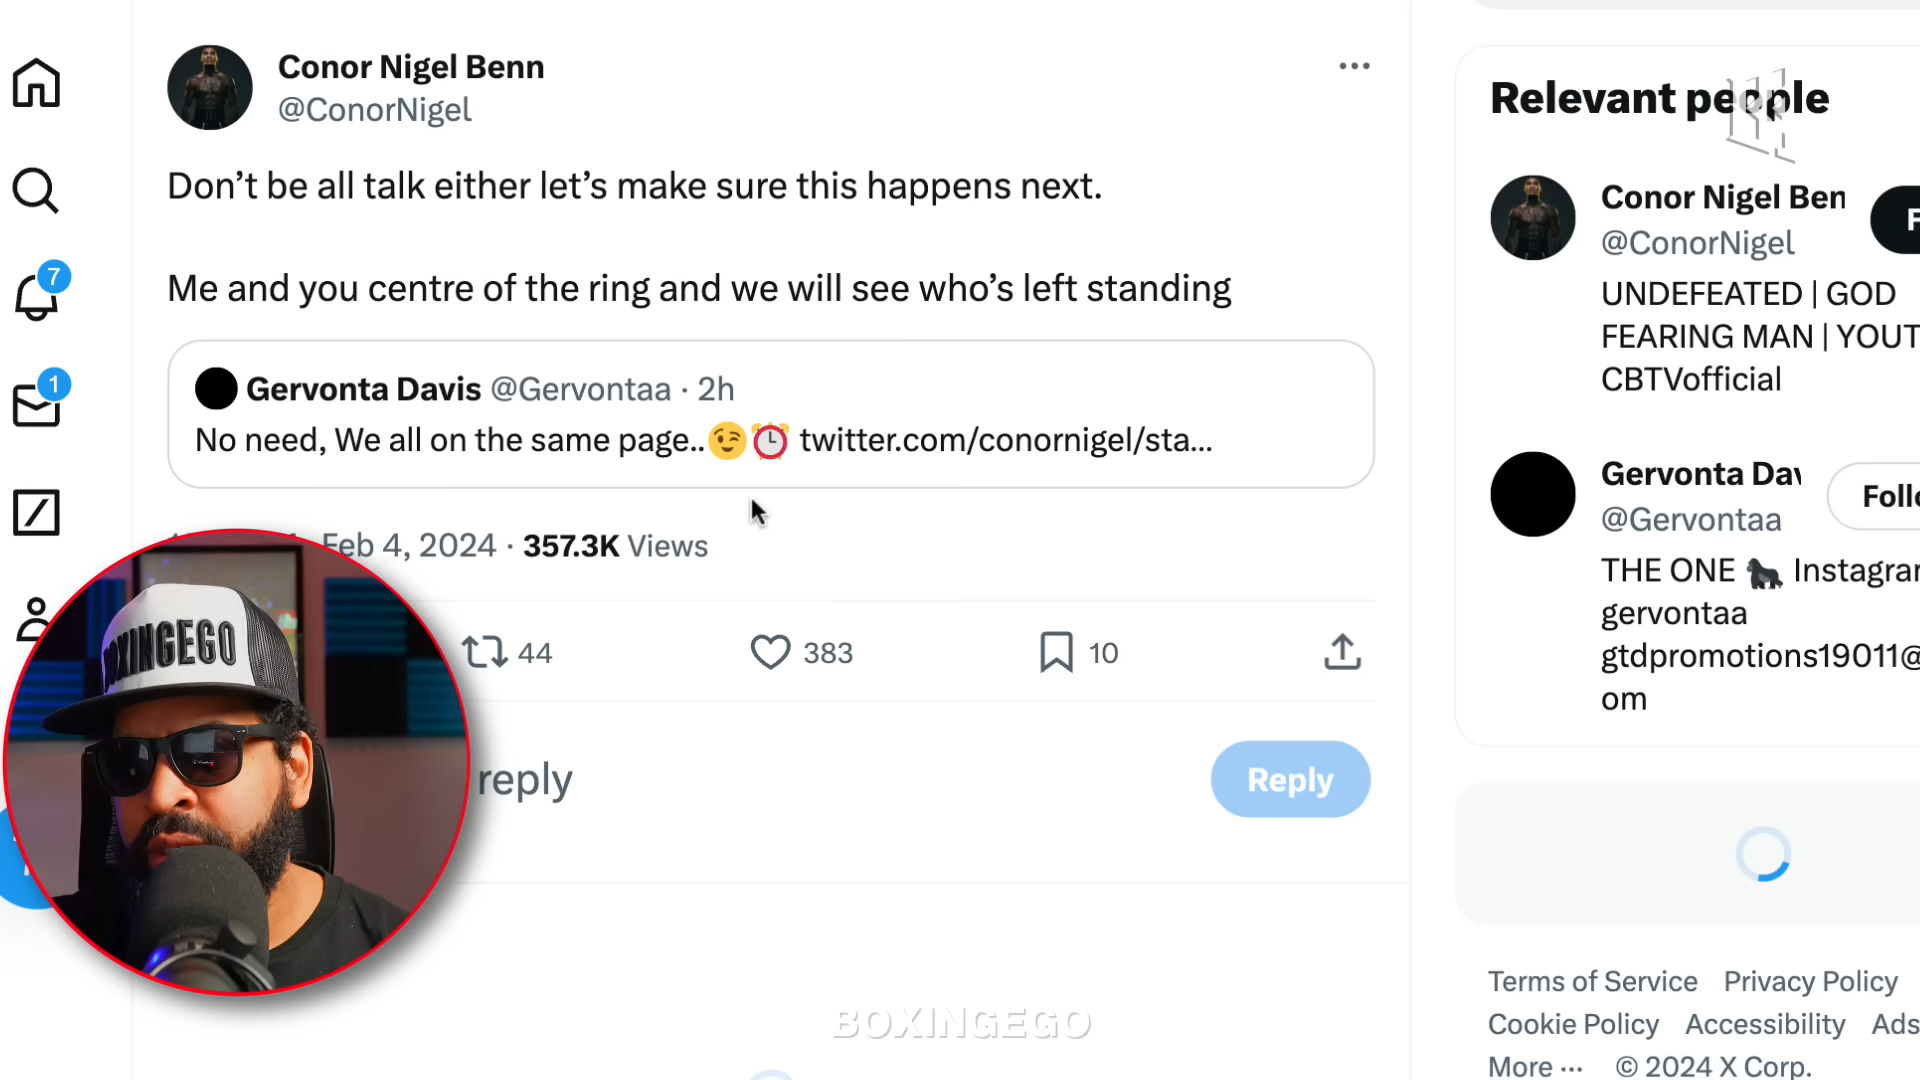 Conor Nigel Benn
@ConorNigel
Don't be all talk either let's make sure this happens next.
Me and you centre of the ring and we will see who's left standing
Gervonta Davis @Gervontaa · 2h
No need, We all on the same page..😉⏰ twitter.com/conornigel/sta...
Feb 4, 2024 · 357.3K Views
44
383
10
reply
Reply
7
1
BOXINGEGO
Relevant people
Conor Nigel Ben
@ConorNigel
UNDEFEATED | GOD
FEARING MAN | YOUT
CBTVofficial
Gervonta Dav
@Gervontaa
Follo
THE ONE 🦍 Instagram
gervontaa
gtdpromotions19011@
om
Terms of Service Privacy Policy
Cookie Policy Accessibility Ads
More ··· © 2024 X Corp.
BOXINGEGO